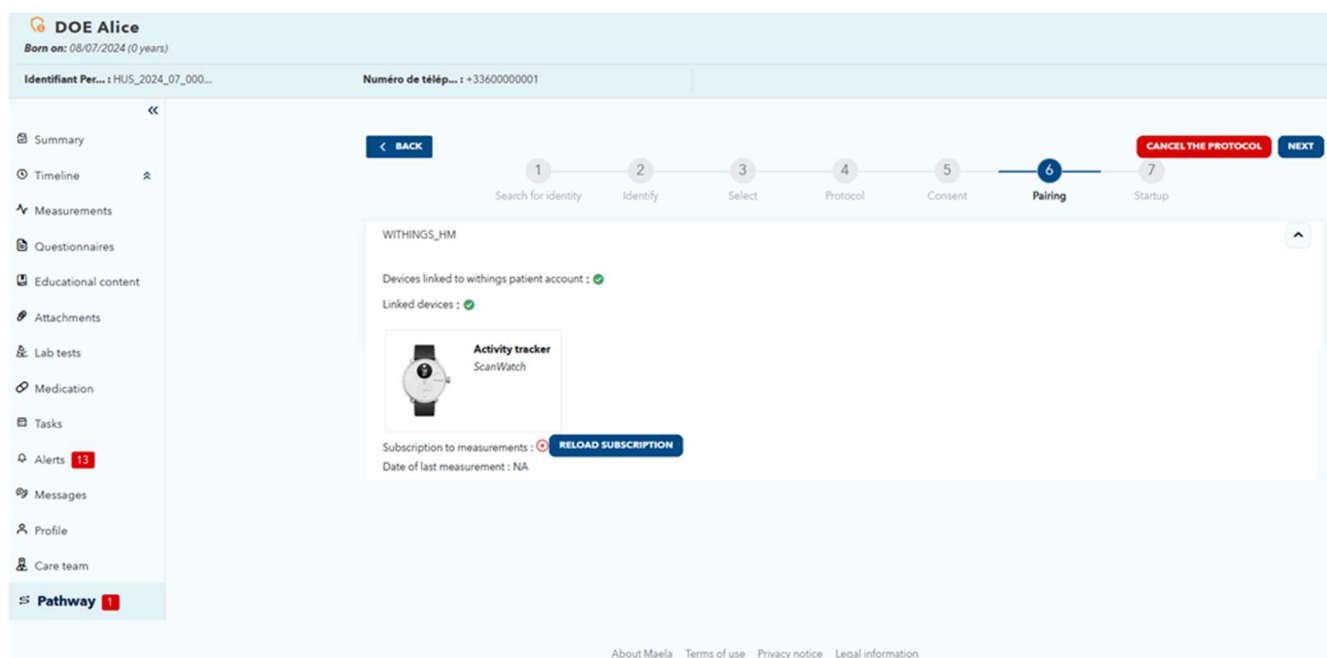 DOE Alice
Born on: 08/07/2024 (0 years)
Identifiant Per... : HUS_2024_07_000...
Numéro de télép... : +33600000001
«
Summary
Timeline
Measurements
Questionnaires
Educational content
Attachments
Lab tests
Medication
Tasks
Alerts 13
Messages
Profile
Care team
Pathway 1
BACK
CANCEL THE PROTOCOL
NEXT
1 2 3 4 5 6 7
Search for identity Identify Select Protocol Consent Pairing Startup
WITHINGS_HM
Devices linked to withings patient account :
Linked devices :
Activity tracker
ScanWatch
Subscription to measurements : RELOAD SUBSCRIPTION
Date of last measurement : NA
About Maela Terms of use Privacy notice Legal information